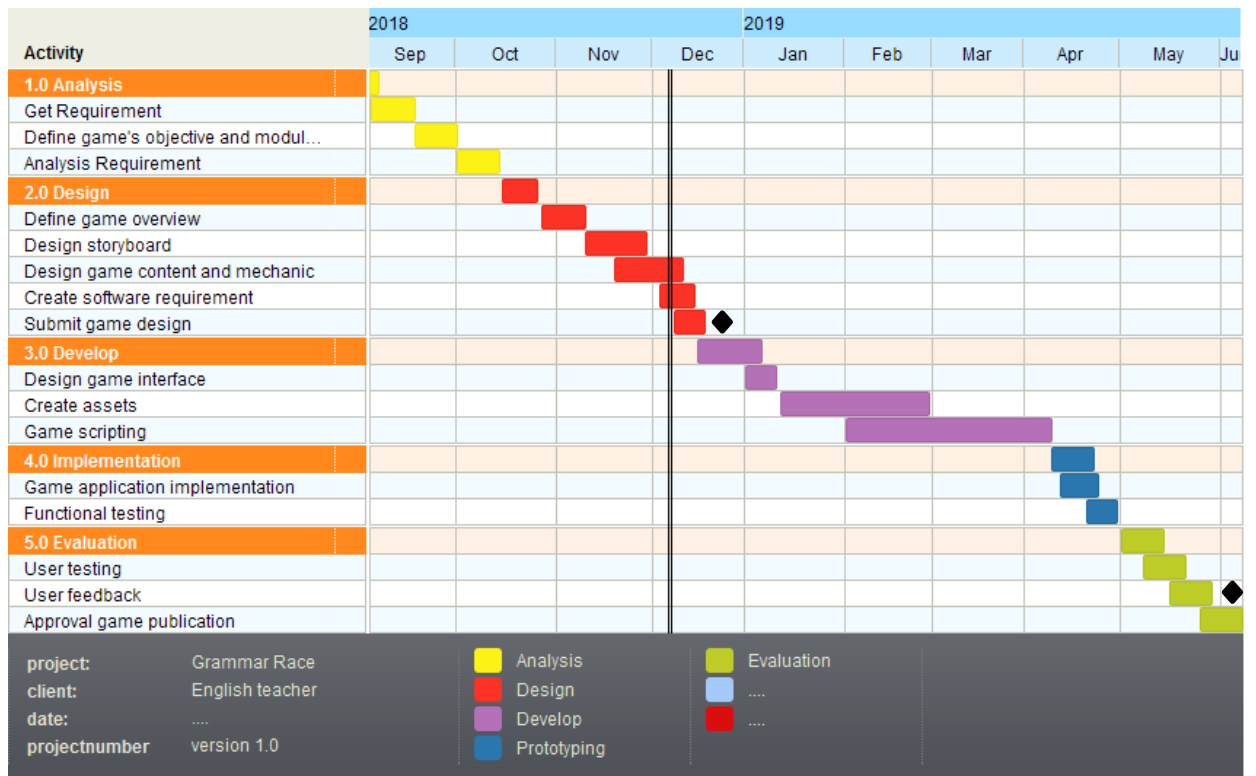 2018 2019
Activity Sep Oct Nov Dec Jan Feb Mar Apr May Ju
1.0 Analysis
Get Requirement
Define game's objective and modul...
Analysis Requirement
2.0 Design
Define game overview
Design storyboard
Design game content and mechanic
Create software requirement
Submit game design
3.0 Develop
Design game interface
Create assets
Game scripting
4.0 Implementation
Game application implementation
Functional testing
5.0 Evaluation
User testing
User feedback
Approval game publication
project: Grammar Race Analysis Evaluation
client: English teacher Design ....
date: .... Develop ....
projectnumber version 1.0 Prototyping